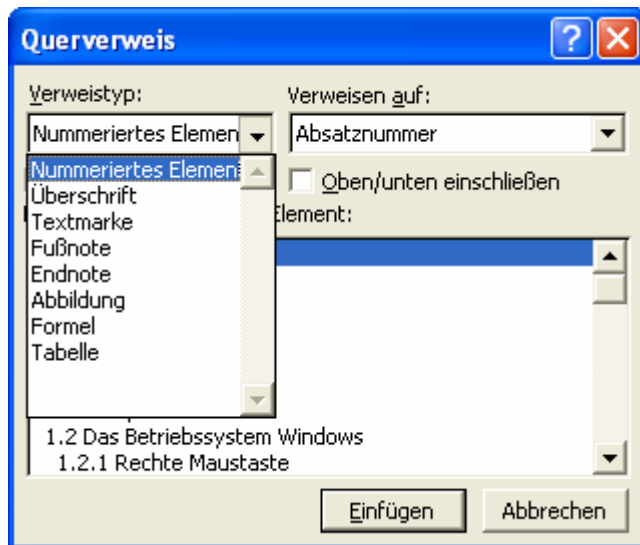 Querverweis
Verweistyp:
Verweisen auf:
Nummeriertes Elemen
Absatznummer
Nummeriertes Elemen
Überschrift
Textmarke
Fußnote
Endnote
Abbildung
Formel
Tabelle
Oben/unten einschließen
Element:
1.2 Das Betriebssystem Windows
1.2.1 Rechte Maustaste
Einfügen
Abbrechen